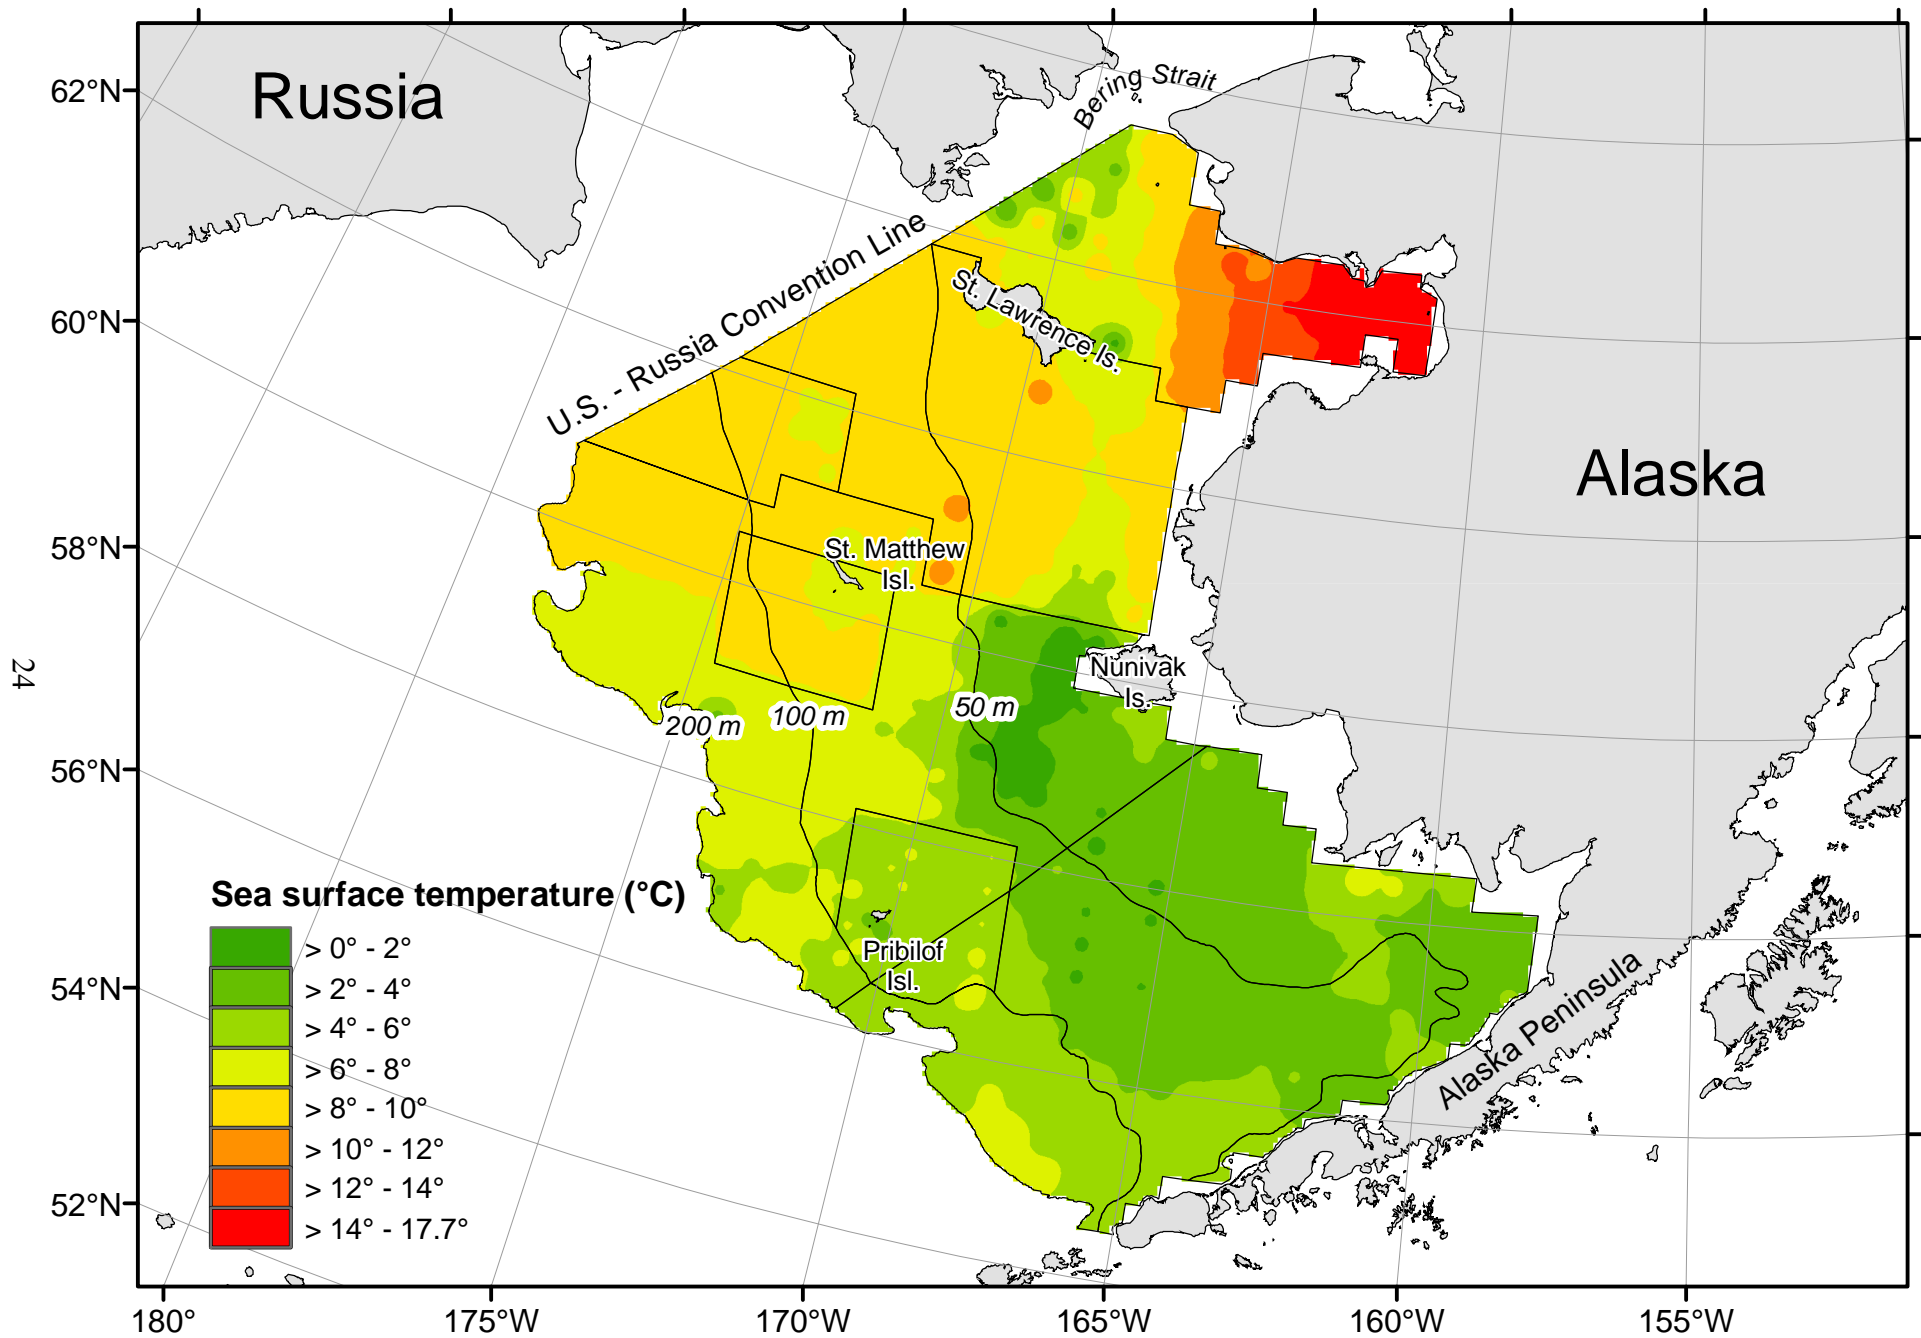 62°N
60°N
58°N
56°N
54°N
52°N
24
Russia
Bering Strait
U.S. - Russia Convention Line
St. Lawrence Is.
Alaska
St. Matthew
Isl.
Nunivak
Is.
200 m
100 m
50 m
Pribilof
Isl.
Alaska Peninsula
Sea surface temperature (°C)
> 0° - 2°
> 2° - 4°
> 4° - 6°
> 6° - 8°
> 8° - 10°
> 10° - 12°
> 12° - 14°
> 14° - 17.7°
180°
175°W
170°W
165°W
160°W
155°W